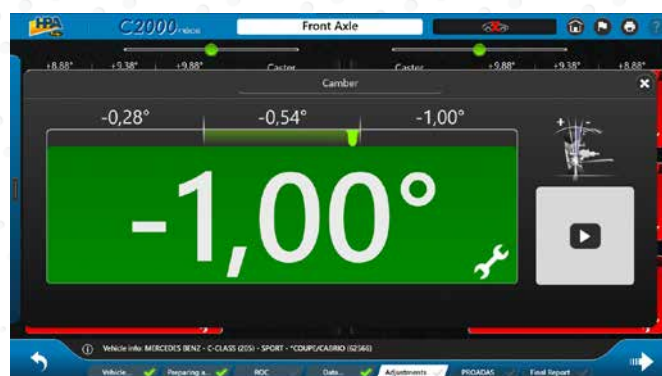 HPA C2000 Front Axle
+8.88° +9.38° +9.88° Caster Caster +9.88° +9.38° +8.88°
Camber
-0,28° -0,54° -1,00°
+ -
-1,00°
Vehicle info: MERCEDES BENZ - C-CLASS (205) - SPORT - *COUPE/CABRIO (62566)
Vehicle... Preparing a... ROC Data... Adjustments PROADAS Final Report